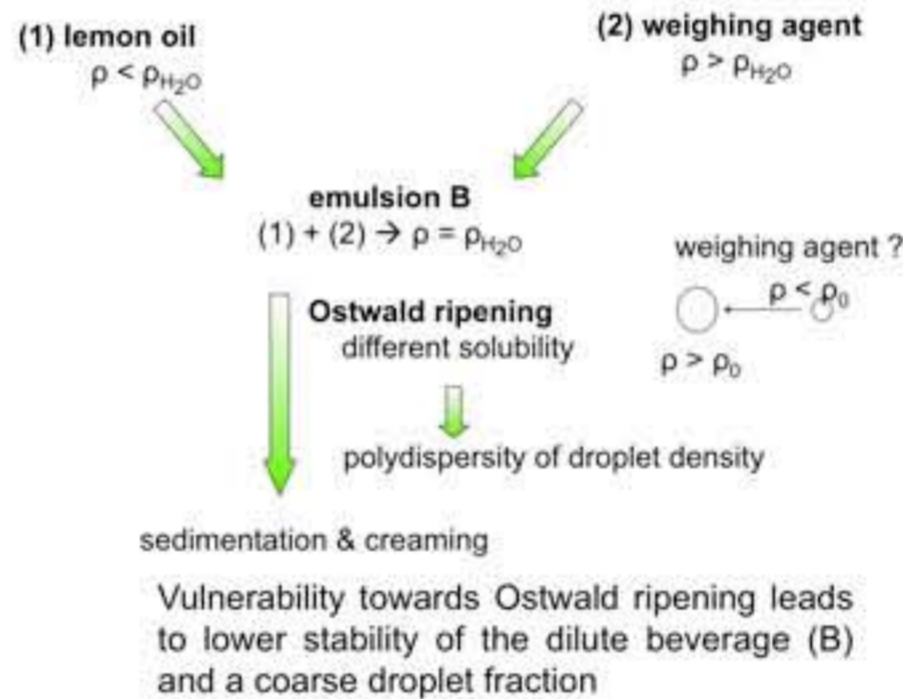 (1) lemon oil
ρ < ρH₂O
(2) weighing agent
ρ > ρH₂O
emulsion B
(1) + (2) → ρ = ρH₂O
weighing agent ?
ρ < ρ₀
ρ > ρ₀
Ostwald ripening
different solubility
polydispersity of droplet density
sedimentation & creaming
Vulnerability towards Ostwald ripening leads
to lower stability of the dilute beverage (B)
and a coarse droplet fraction